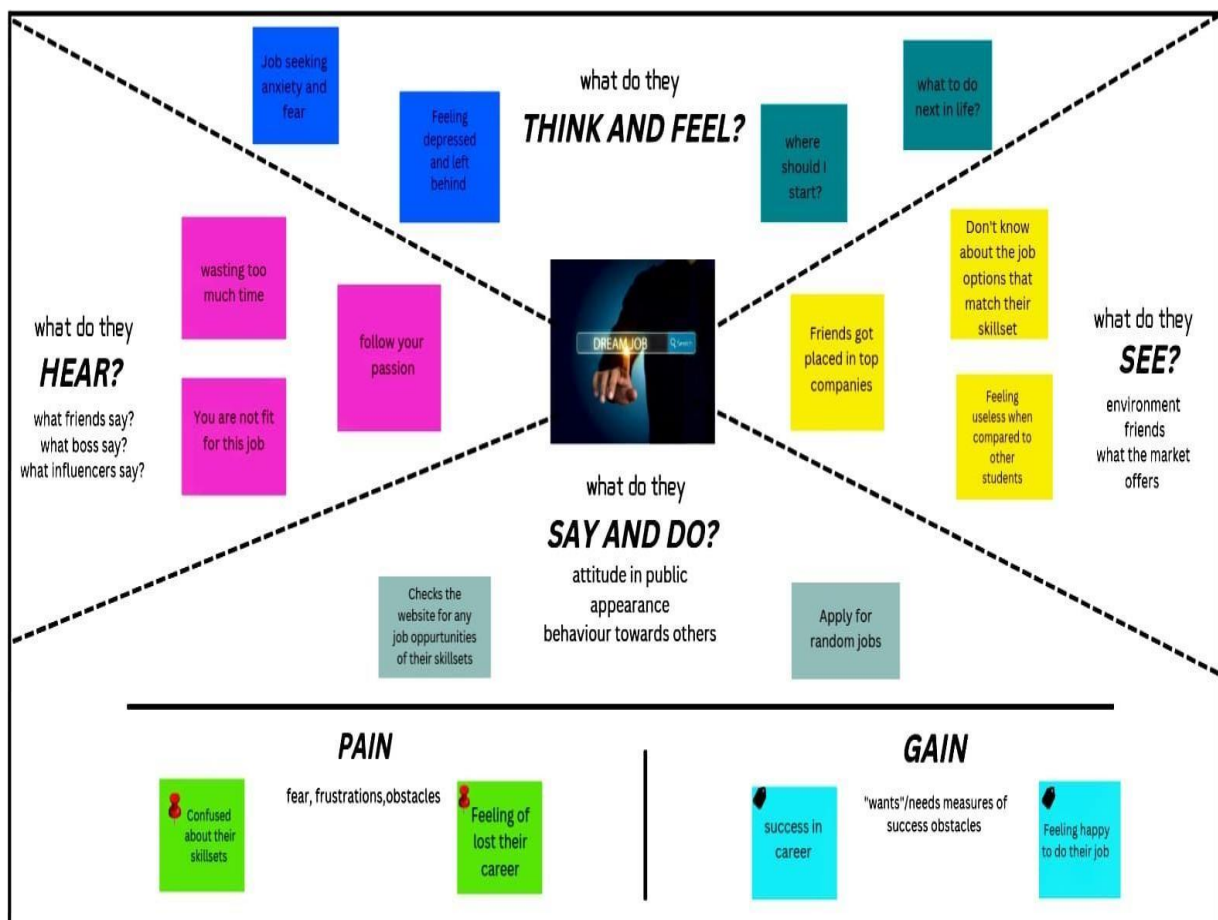 what do they
THINK AND FEEL?
Job seeking
anxiety and
fear
Feeling
depressed
and left
behind
where
should I
start?
what to do
next in life?
what do they
HEAR?
what friends say?
what boss say?
what influencers say?
wasting too
much time
follow your
passion
You are not fit
for this job
DREAM JOB
Search
Friends got
placed in top
companies
Don't know
about the job
options that
match their
skillset
Feeling
useless when
compared to
other
students
what do they
SEE?
environment
friends
what the market
offers
what do they
SAY AND DO?
attitude in public
appearance
behaviour towards others
Checks the
website for any
job oppurtunities
of their skillsets
Apply for
random jobs
PAIN
fear, frustrations,obstacles
Confused
about their
skillsets
Feeling of
lost their
career
GAIN
"wants"/needs measures of
success obstacles
success in
career
Feeling happy
to do their job